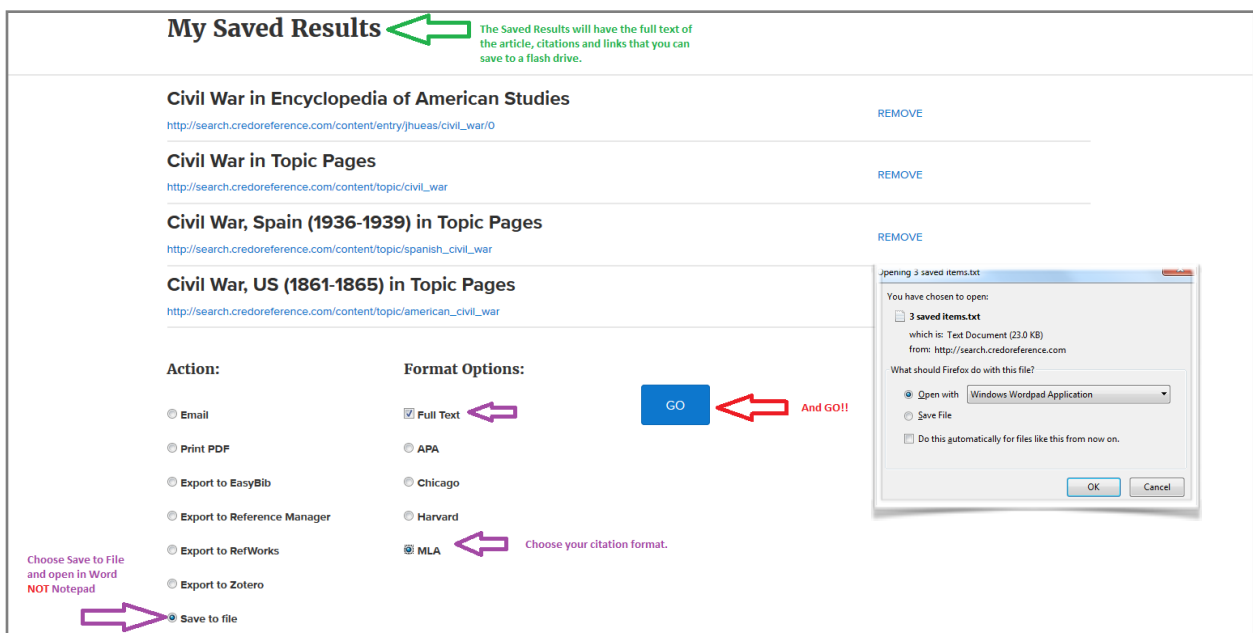 My Saved Results
The Saved Results will have the full text of
the article, citations and links that you can
save to a flash drive.
Civil War in Encyclopedia of American Studies
http://search.credoreference.com/content/entry/jhueas/civil_war/0
REMOVE
Civil War in Topic Pages
http://search.credoreference.com/content/topic/civil_war
REMOVE
Civil War, Spain (1936-1939) in Topic Pages
http://search.credoreference.com/content/topic/spanish_civil_war
REMOVE
Civil War, US (1861-1865) in Topic Pages
http://search.credoreference.com/content/topic/american_civil_war
Opening 3 saved items.txt
You have chosen to open:
3 saved items.txt
which is: Text Document (23.0 KB)
from: http://search.credoreference.com
What should Firefox do with this file?
Open with Windows Wordpad Application
Save File
Do this automatically for files like this from now on.
OK Cancel
Action:
Email
Print PDF
Export to EasyBib
Export to Reference Manager
Export to RefWorks
Export to Zotero
Save to file
Choose Save to File
and open in Word
NOT Notepad
Format Options:
Full Text
APA
Chicago
Harvard
MLA
Choose your citation format.
GO
And GO!!